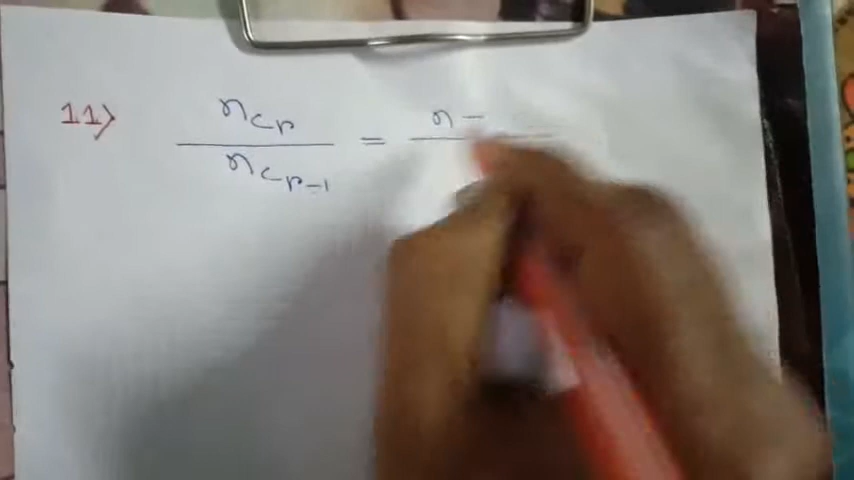 11> nCr / nCr-1 = n -